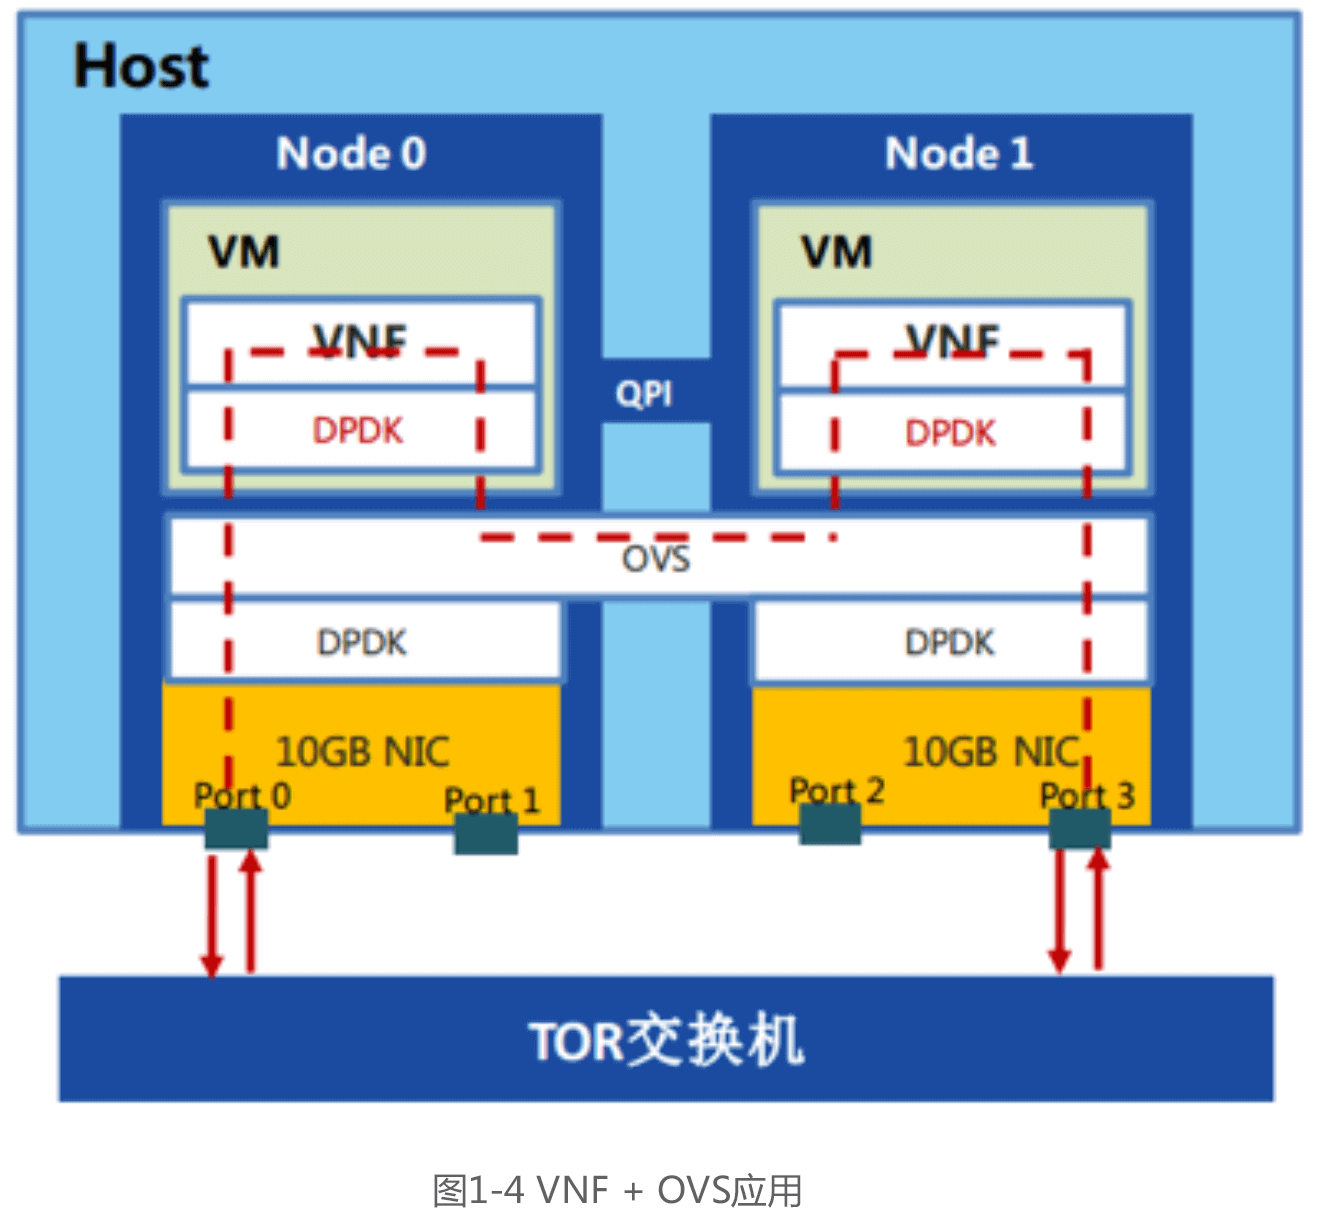 Host
Node 0
Node 1
VM
VM
VNF
VNF
QPI
DPDK
DPDK
OVS
DPDK
DPDK
10GB NIC
10GB NIC
Port 0
Port 1
Port 2
Port 3
TOR交换机
图1-4 VNF + OVS应用